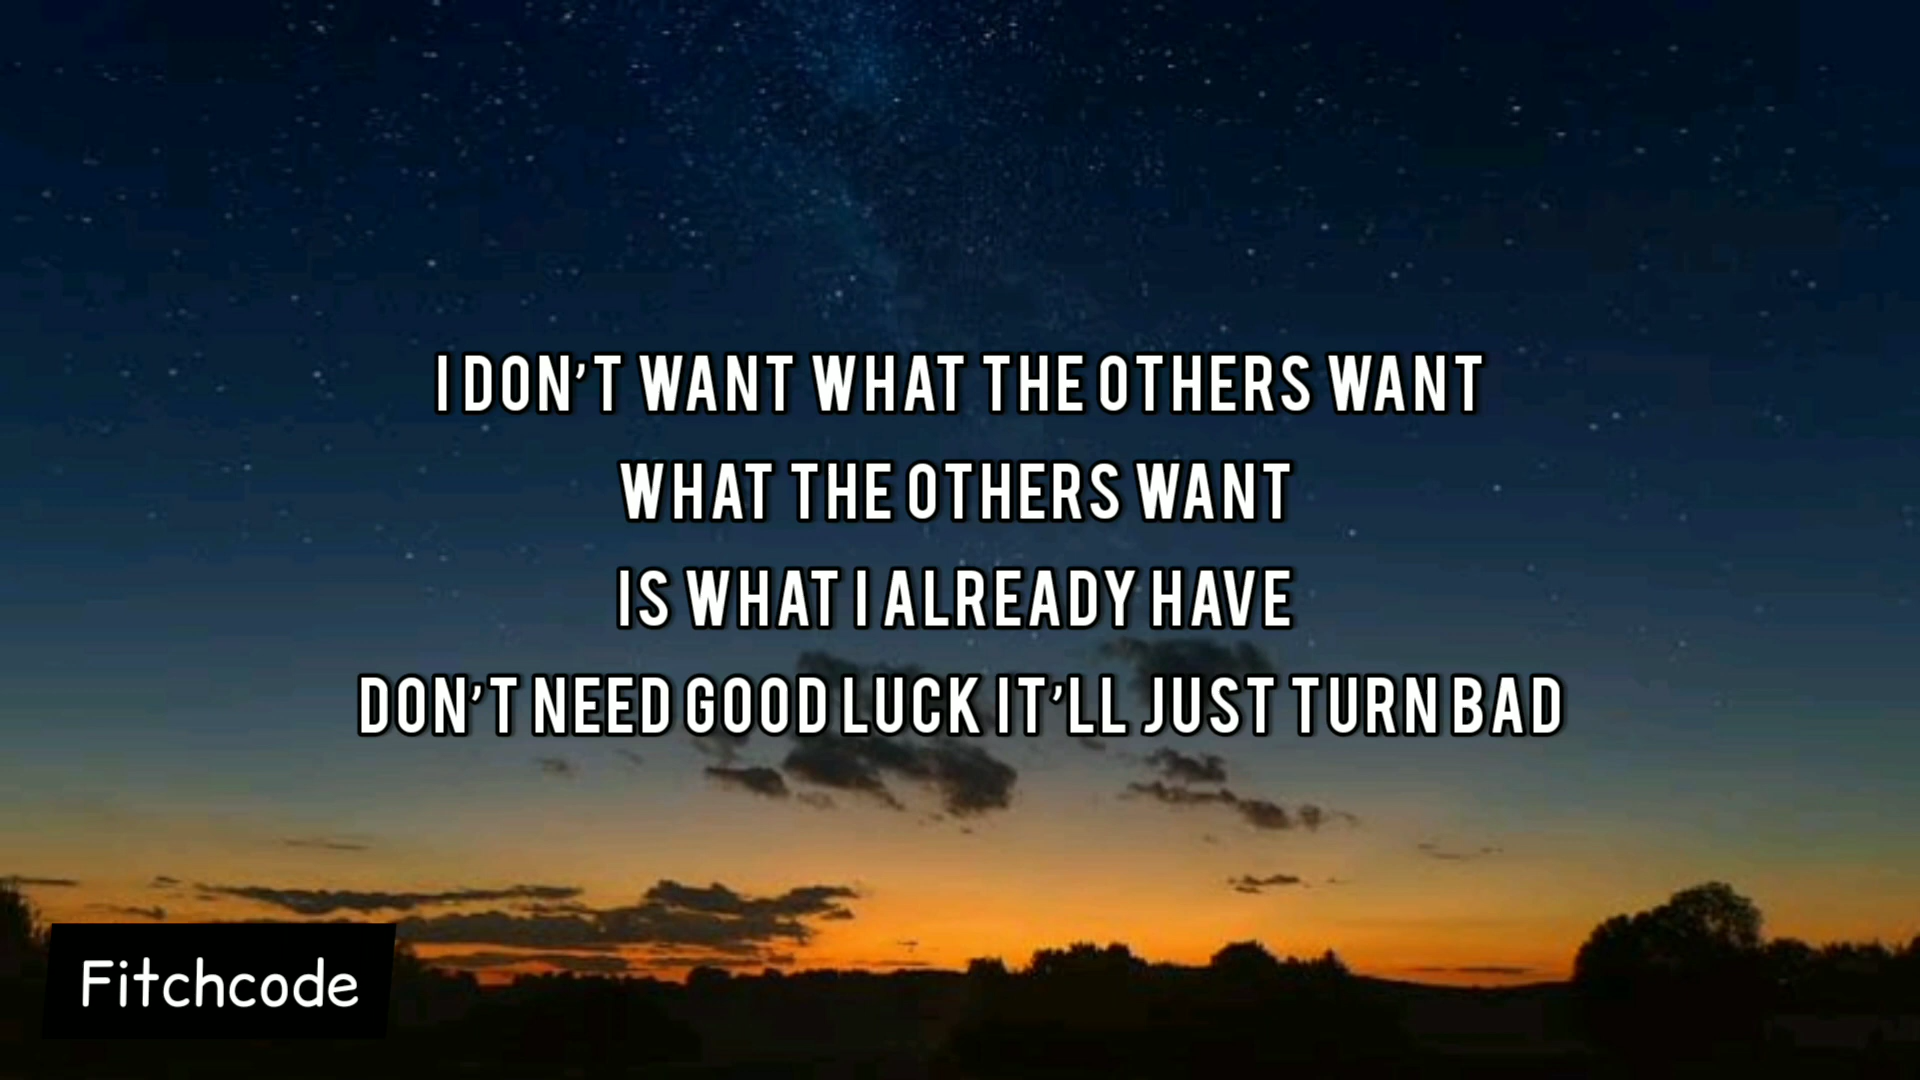 I DON'T WANT WHAT THE OTHERS WANT
WHAT THE OTHERS WANT
IS WHAT I ALREADY HAVE
DON'T NEED GOOD LUCK IT'LL JUST TURN BAD
Fitchcode